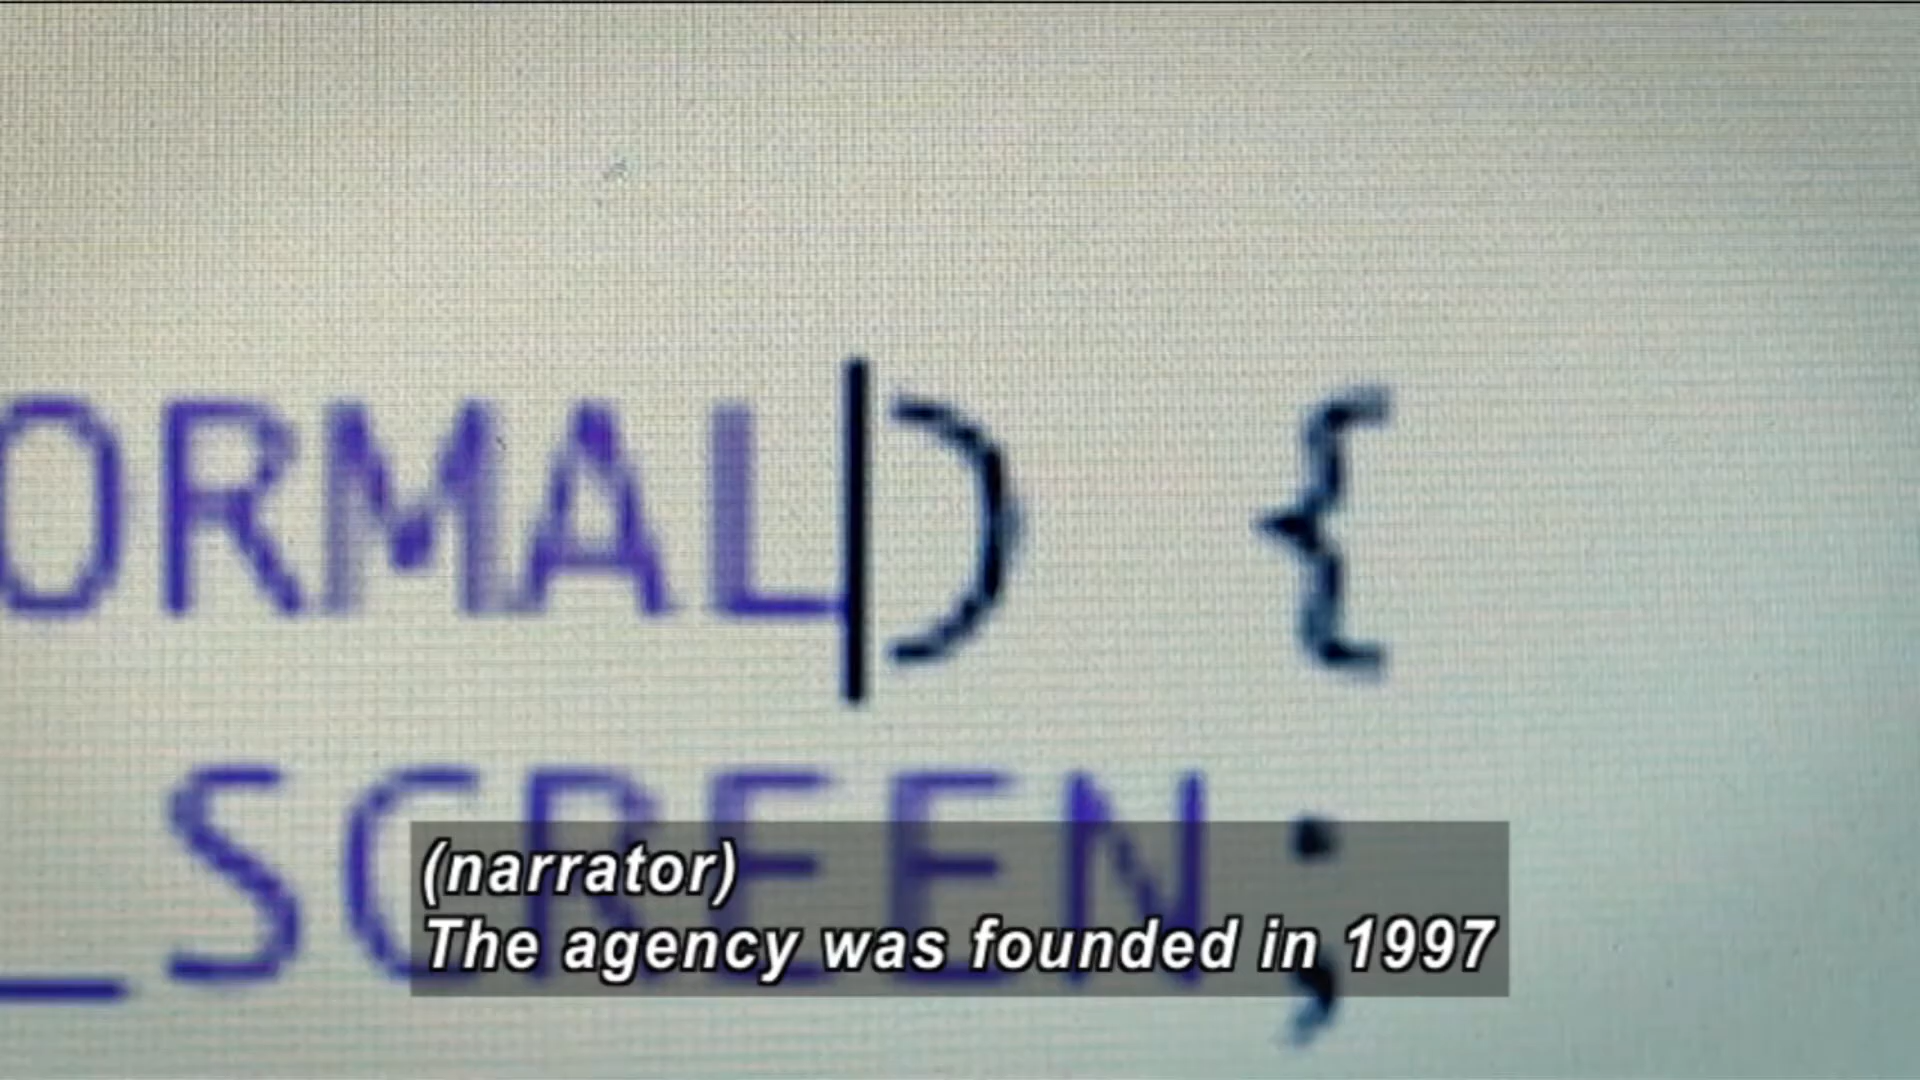 ORMAL) {
_SCREEN;
(narrator)
The agency was founded in 1997